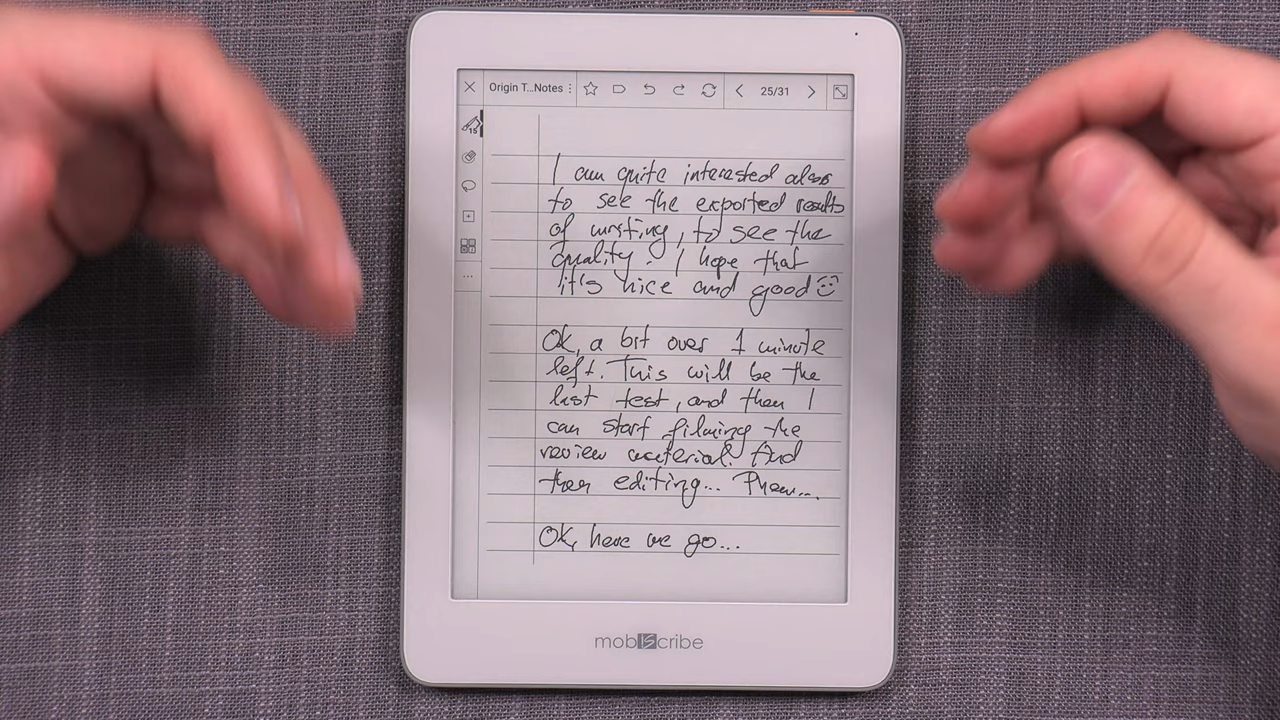 Origin T...Notes
25/31
15
I am quite interested also
to see the exported results
of writing, to see the
quality. I hope that
it's nice and good
Ok, a bit over 1 minute
left. This will be the
last test, and then I
can start filming the
review material. And
then editing... Phew...
Ok, here we go...
mobiscribe